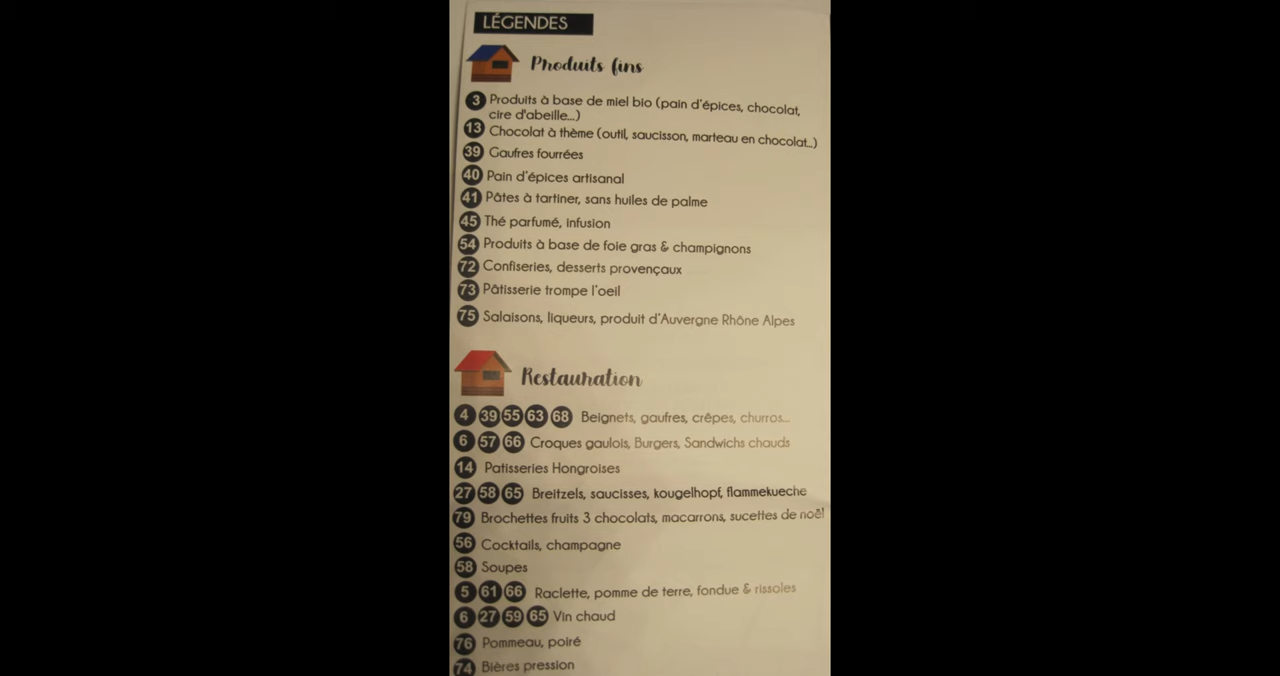 LÉGENDES
Produits fins
3 Produits à base de miel bio (pain d'épices, chocolat,
cire d'abeille...)
13 Chocolat à thème (outil, saucisson, marteau en chocolat...)
39 Gaufres fourrées
40 Pain d'épices artisanal
41 Pâtes à tartiner, sans huiles de palme
45 Thé parfumé, infusion
54 Produits à base de foie gras & champignons
72 Confiseries, desserts provençaux
73 Pâtisserie trompe l'oeil
75 Salaisons, liqueurs, produit d'Auvergne Rhône Alpes
Restauration
4 39 55 63 68 Beignets, gaufres, crêpes, churros...
6 57 66 Croques gaulois, Burgers, Sandwichs chauds
14 Patisseries Hongroises
27 58 65 Breitzels, saucisses, kougelhopf, flammekueche
79 Brochettes fruits 3 chocolats, macarrons, sucettes de noël
56 Cocktails, champagne
58 Soupes
5 61 66 Raclette, pomme de terre, fondue & rissoles
6 27 59 65 Vin chaud
76 Pommeau, poiré
74 Bières pression